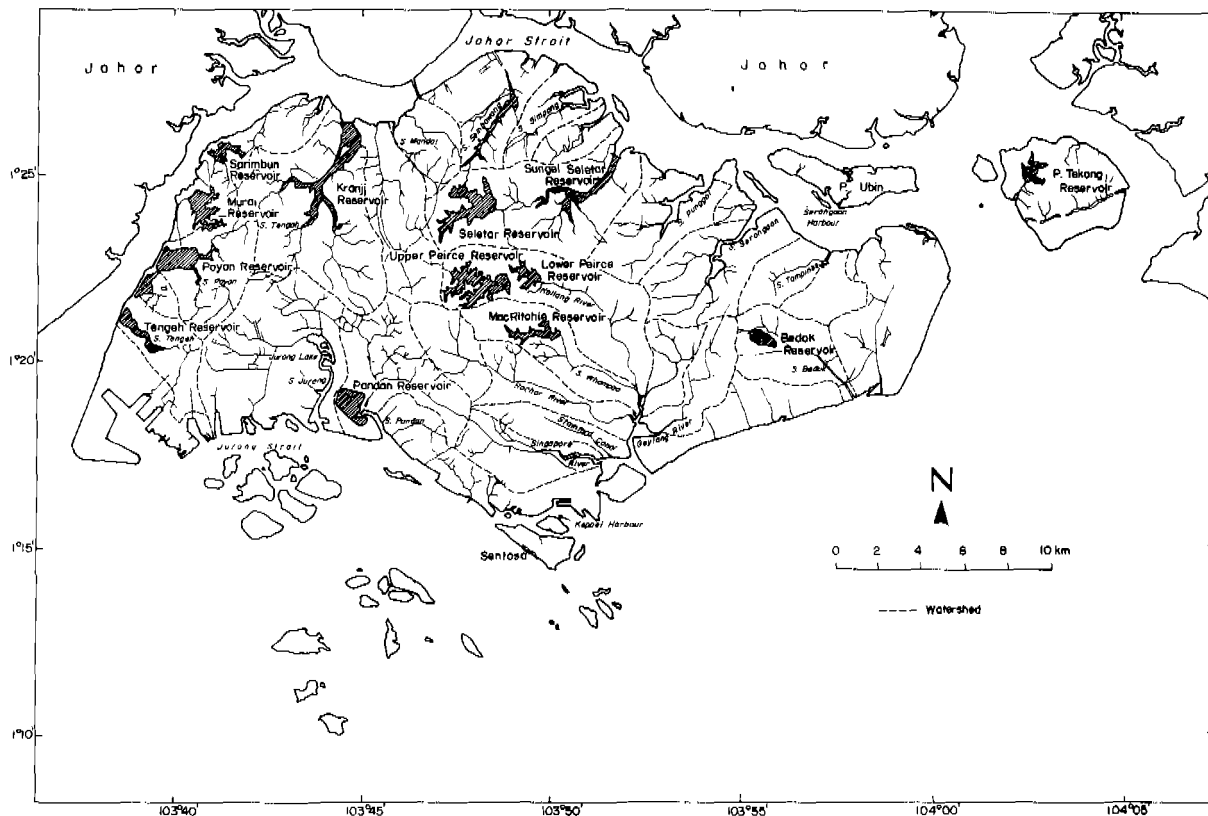 Johor Strait
Johor
Johor
S. Sembawang
S. Simpang
S. Mandai
Sarimbun
Reservoir
Murai
Reservoir
S. Tengah
Kranji
Reservoir
Sungei Seletar
Reservoir
Seletar Reservoir
P. Ubin
Serangoon
Harbour
P. Tekong
Reservoir
S. Punggol
S. Serangoon
S. Tampines
Poyan Reservoir
S. Poyan
Upper Peirce Reservoir
Lower Peirce
Reservoir
Kallang River
MacRitchie Reservoir
Tengeh Reservoir
S. Tengeh
Jurong Lake
S. Jurong
Bedok
Reservoir
S. Bedok
Pandan Reservoir
S. Pandan
S. Whampoa
Rochor River
Stamford Canal
Singapore
River
Geylang River
Jurong Strait
Keppel Harbour
Sentosa
N
0 2 4 6 8 10 km
Watershed
1°25'
1°20'
1°15'
1°10'
103°40' 103°45' 103°50' 103°55' 104°00' 104°05'